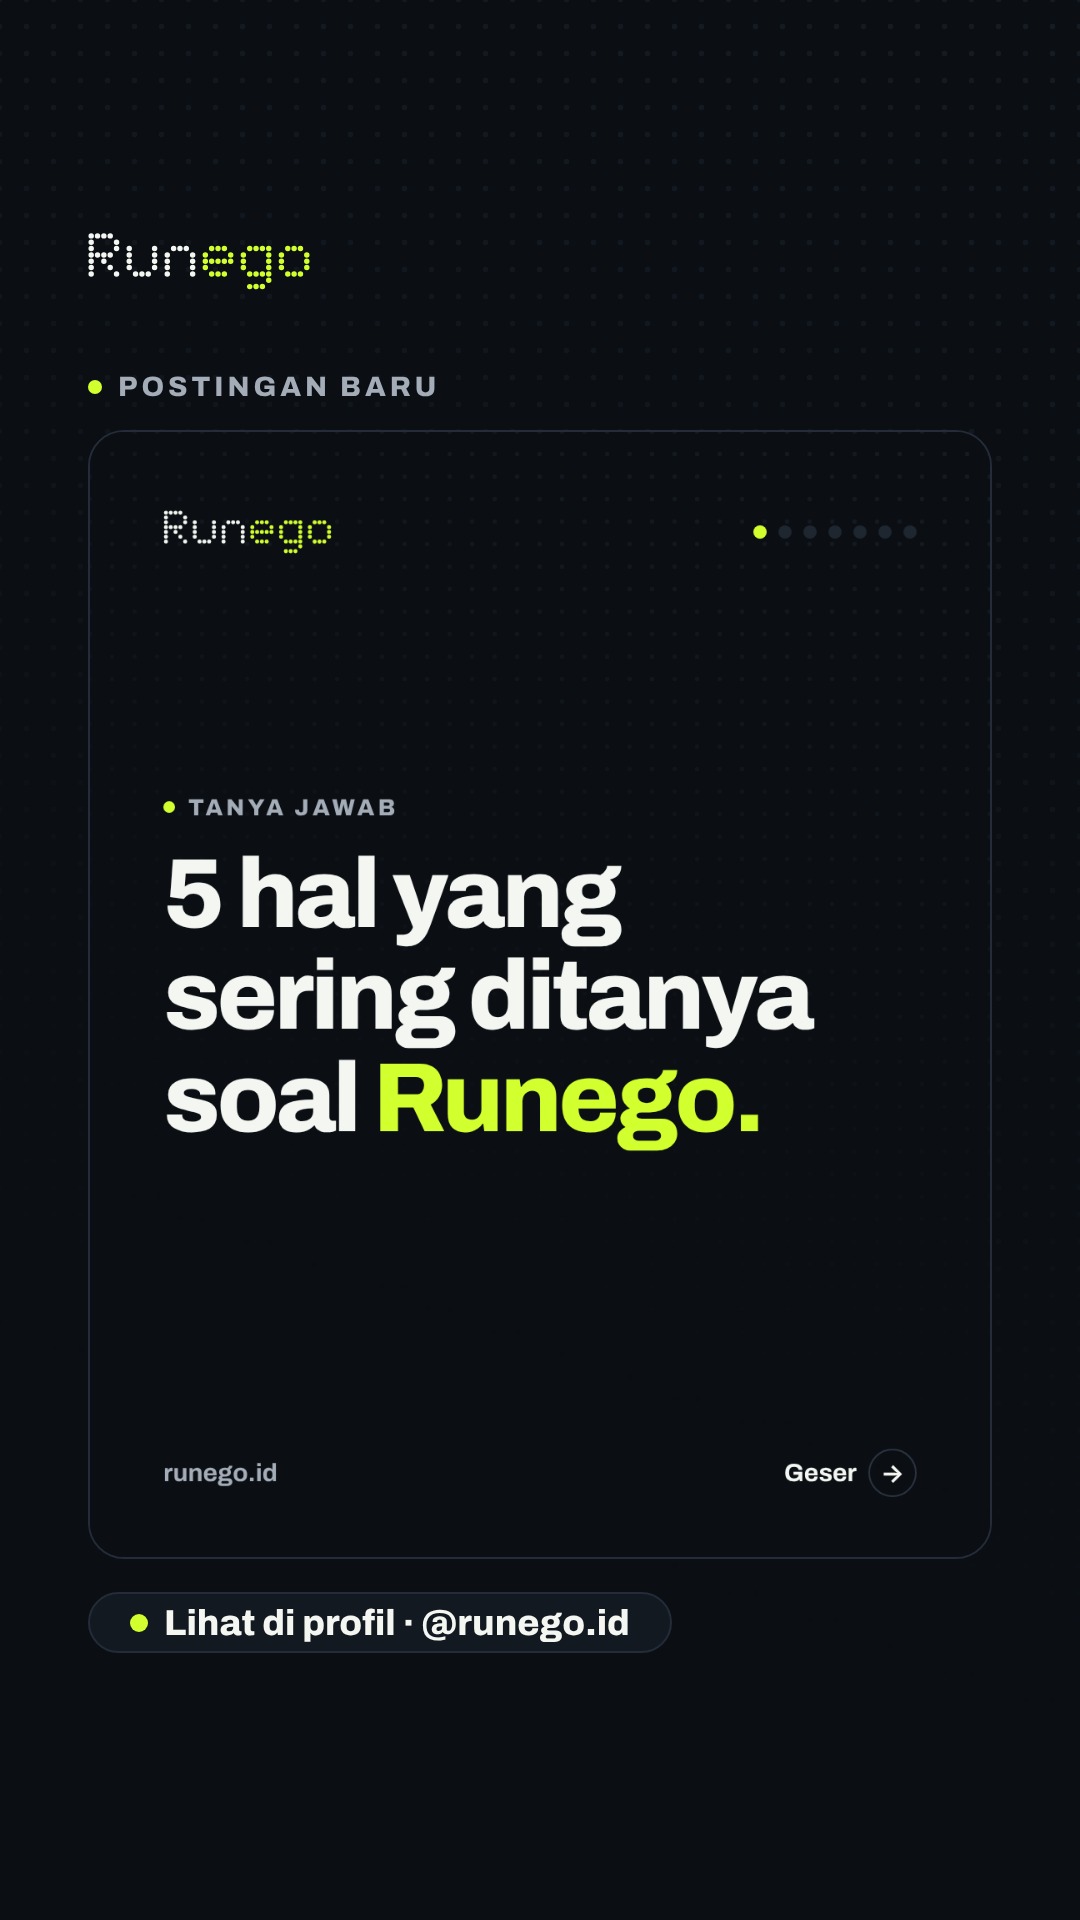 Runego
POSTINGAN BARU
Runego
TANYA JAWAB
5 hal yang
sering ditanya
soal Runego.
runego.id
Geser →
Lihat di profil · @runego.id